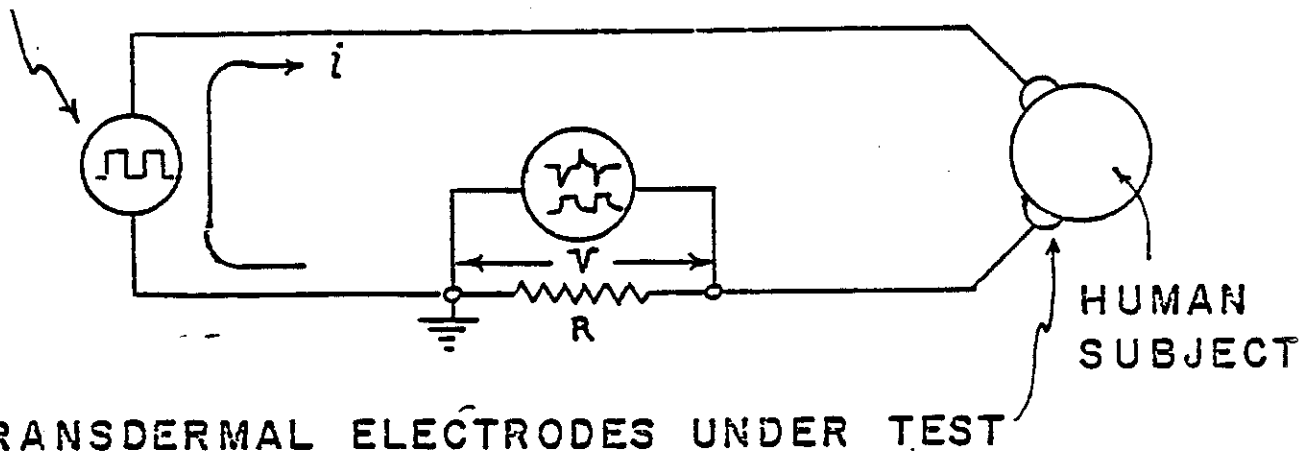 i
V
R
HUMAN
SUBJECT
RANSDERMAL ELECTRODES UNDER TEST